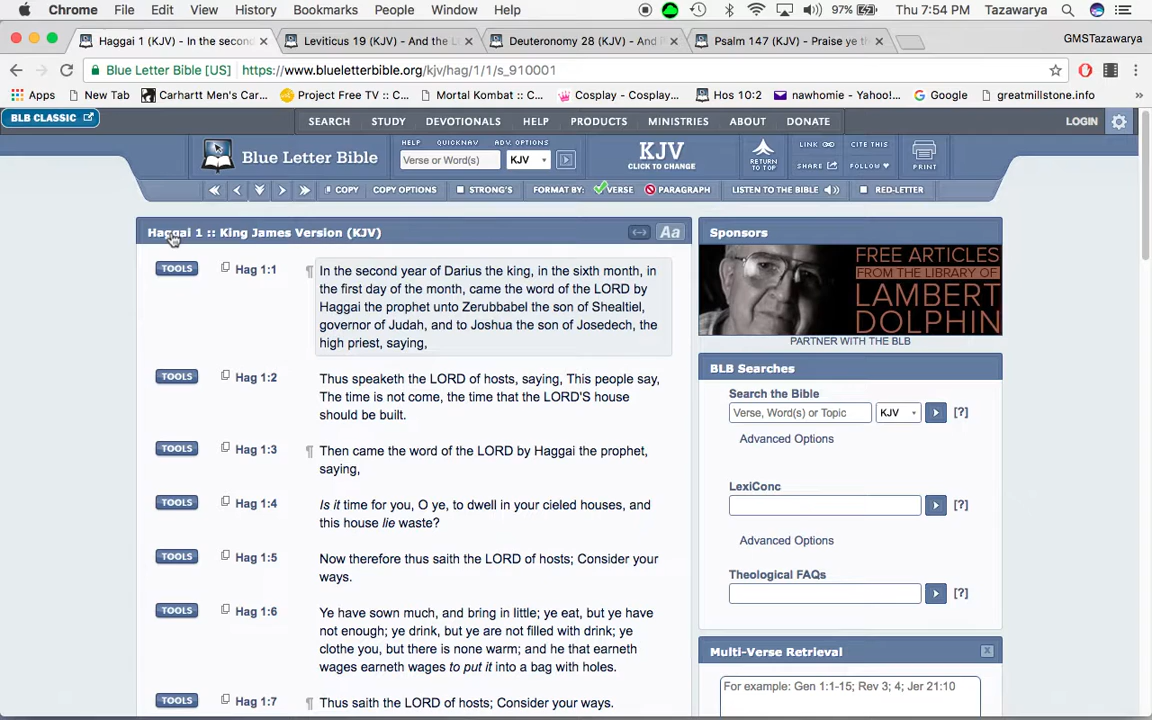 Chrome File Edit View History Bookmarks People Window Help 97% Thu 7:54 PM Tazawarya
Haggai 1 (KJV) - In the second Leviticus 19 (KJV) - And the L Deuteronomy 28 (KJV) - And Psalm 147 (KJV) - Praise ye t GMSTazawarya
Blue Letter Bible [US] https://www.blueletterbible.org/kjv/hag/1/1/s_910001
Apps New Tab Carhartt Men's Car... Project Free TV :: C... Mortal Kombat :: C... Cosplay - Cosplay... Hos 10:2 nawhomie - Yahoo!... Google greatmillstone.info »
BLB CLASSIC SEARCH STUDY DEVOTIONALS HELP PRODUCTS MINISTRIES ABOUT DONATE LOGIN
HELP QUICKNAV ADV. OPTIONS
Blue Letter Bible Verse or Word(s) KJV
KJV
CLICK TO CHANGE
RETURN
TO TOP
LINK CITE THIS
SHARE FOLLOW
PRINT
COPY COPY OPTIONS STRONG'S FORMAT BY: VERSE PARAGRAPH LISTEN TO THE BIBLE RED-LETTER
Haggai 1 :: King James Version (KJV) Aa
TOOLS Hag 1:1 ¶ In the second year of Darius the king, in the sixth month, in
the first day of the month, came the word of the LORD by
Haggai the prophet unto Zerubbabel the son of Shealtiel,
governor of Judah, and to Joshua the son of Josedech, the
high priest, saying,
TOOLS Hag 1:2 Thus speaketh the LORD of hosts, saying, This people say,
The time is not come, the time that the LORD'S house
should be built.
TOOLS Hag 1:3 ¶ Then came the word of the LORD by Haggai the prophet,
saying,
TOOLS Hag 1:4 Is it time for you, O ye, to dwell in your cieled houses, and
this house lie waste?
TOOLS Hag 1:5 Now therefore thus saith the LORD of hosts; Consider your
ways.
TOOLS Hag 1:6 Ye have sown much, and bring in little; ye eat, but ye have
not enough; ye drink, but ye are not filled with drink; ye
clothe you, but there is none warm; and he that earneth
wages earneth wages to put it into a bag with holes.
TOOLS Hag 1:7 ¶ Thus saith the LORD of hosts; Consider your ways.
Sponsors
FREE ARTICLES
FROM THE LIBRARY OF
LAMBERT
DOLPHIN
PARTNER WITH THE BLB
BLB Searches
Search the Bible
Verse, Word(s) or Topic KJV [?]
Advanced Options
LexiConc
[?]
Advanced Options
Theological FAQs
[?]
Multi-Verse Retrieval x
For example: Gen 1:1-15; Rev 3; 4; Jer 21:10